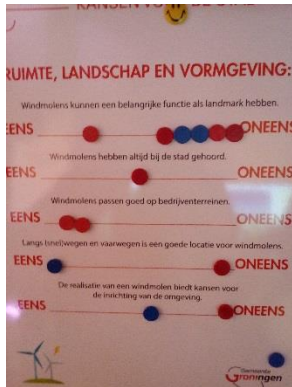 KANSEN VO
RUIMTE, LANDSCHAP EN VORMGEVING:
Windmolens kunnen een belangrijke functie als landmark hebben.
EENS ONEENS
Windmolens hebben altijd bij de stad gehoord.
EENS ONEENS
Windmolens passen goed op bedrijventerreinen.
EENS ONEENS
Langs (snel)wegen en vaarwegen is een goede locatie voor windmolens.
EENS ONEENS
De realisatie van een windmolen biedt kansen voor
de inrichting van de omgeving.
EENS ONEENS
Gemeente
Groningen